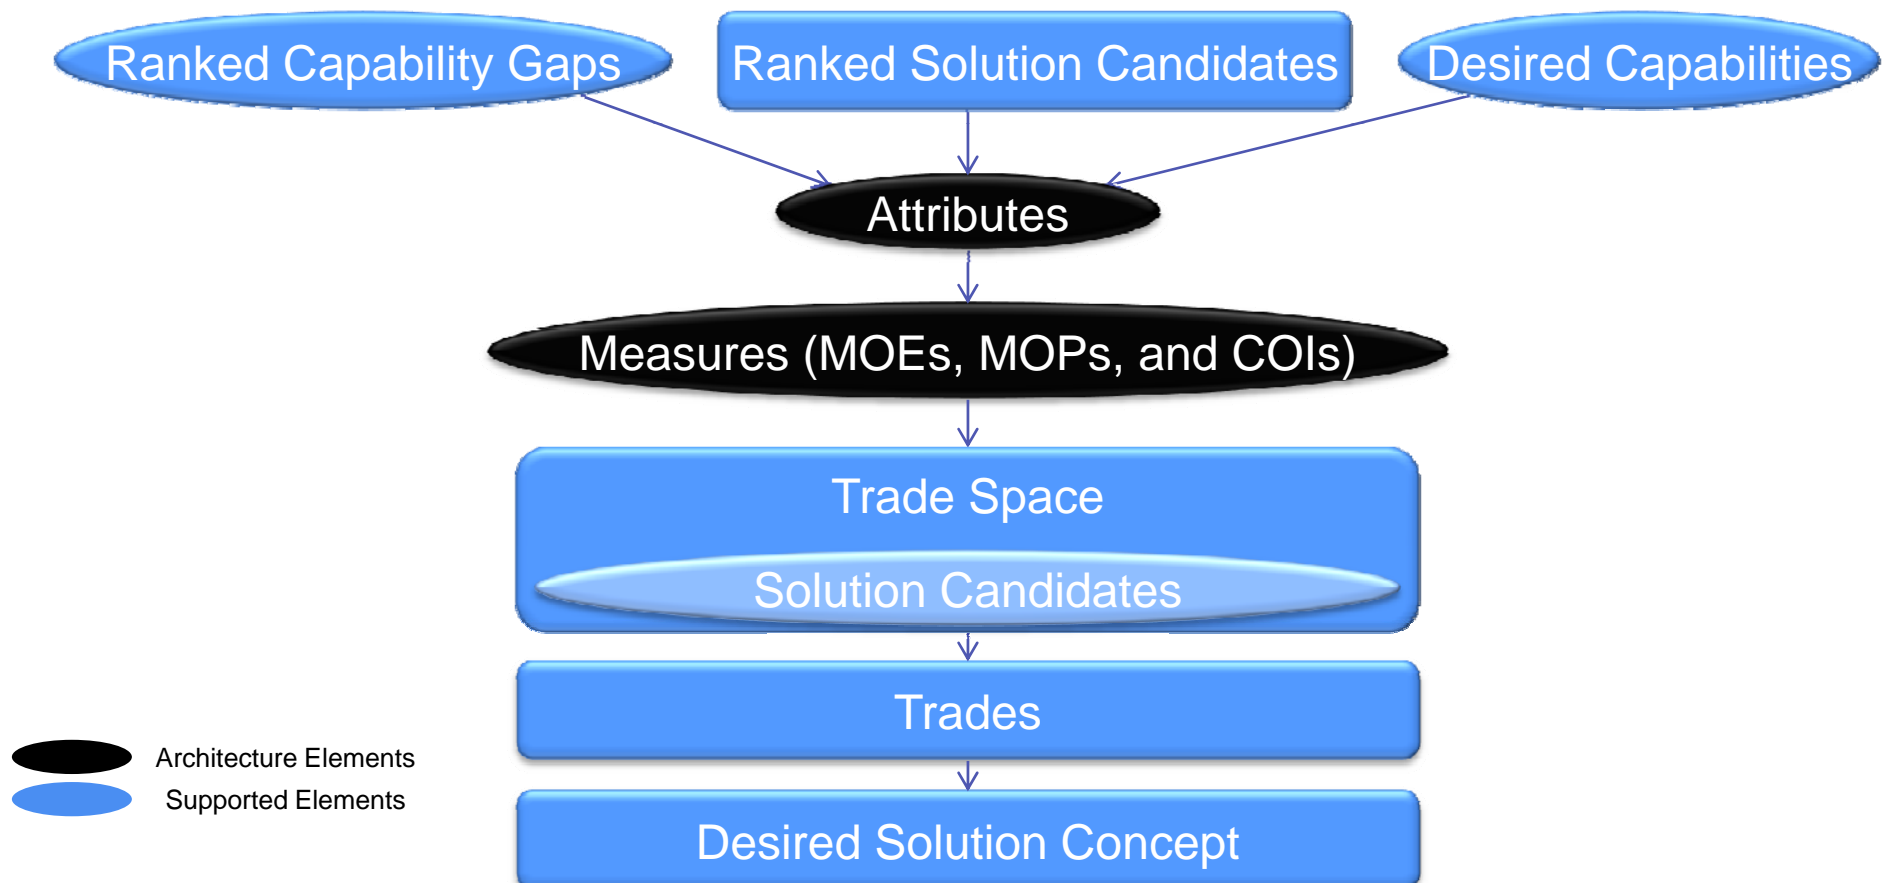 Ranked Capability Gaps
Ranked Solution Candidates
Desired Capabilities
Attributes
Measures (MOEs, MOPs, and COIs)
Trade Space
Solution Candidates
Trades
Architecture Elements
Supported Elements
Desired Solution Concept